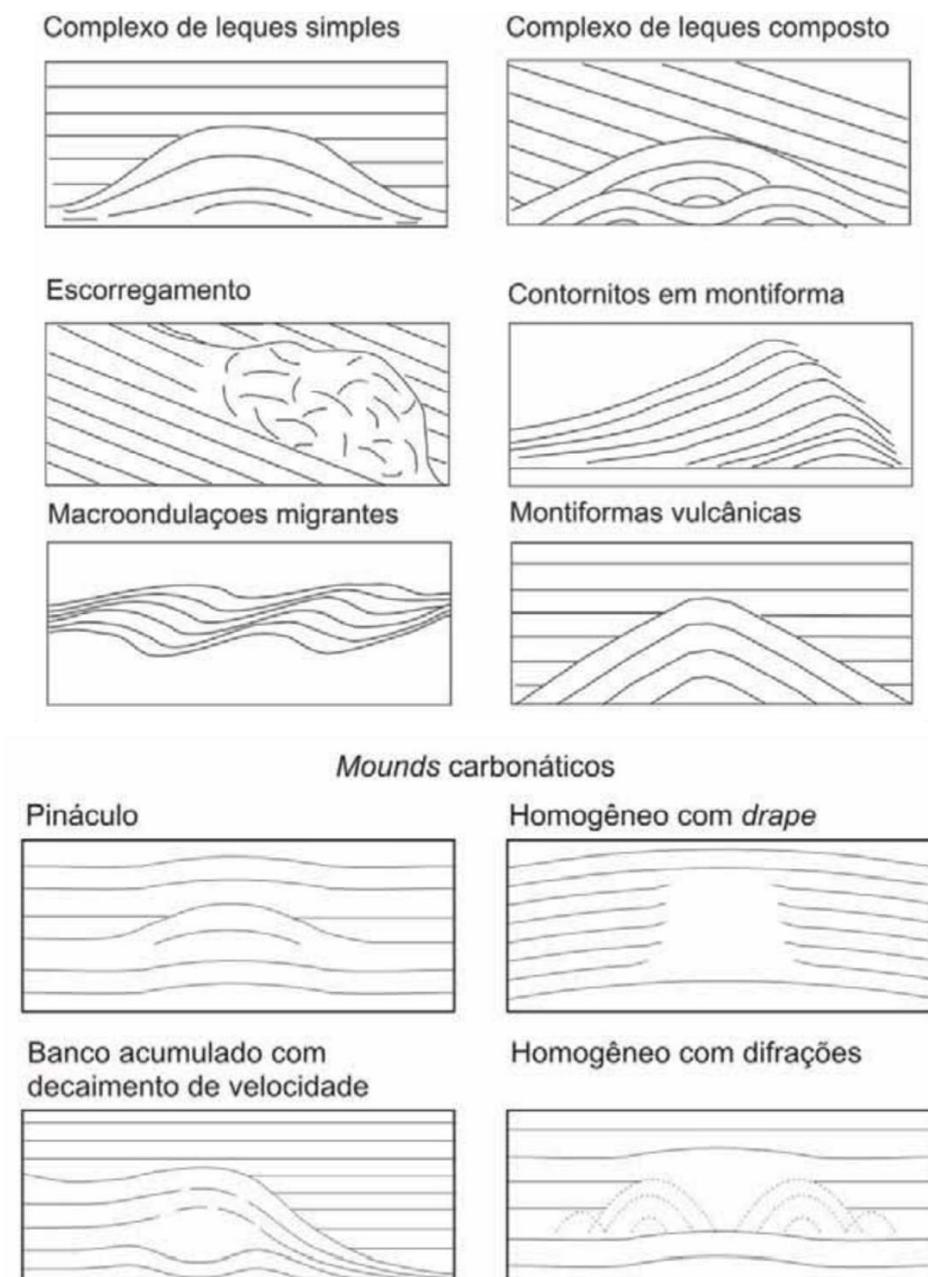 Complexo de leques simples
Complexo de leques composto
Escorregamento
Contornitos em montiforma
Macroondulaçoes migrantes
Montiformas vulcânicas
Mounds carbonáticos
Pináculo
Homogêneo com drape
Banco acumulado com
decaimento de velocidade
Homogêneo com difrações